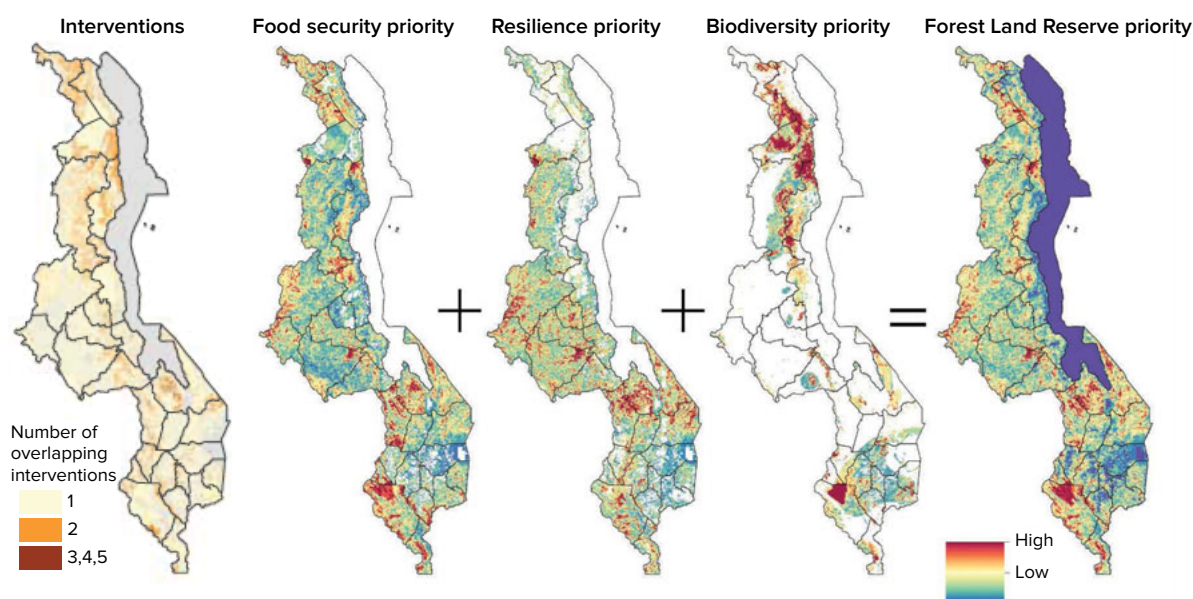 Interventions
Food security priority
Resilience priority
Biodiversity priority
Forest Land Reserve priority
+
+
=
Number of
overlapping
interventions
1
2
3,4,5
High
Low